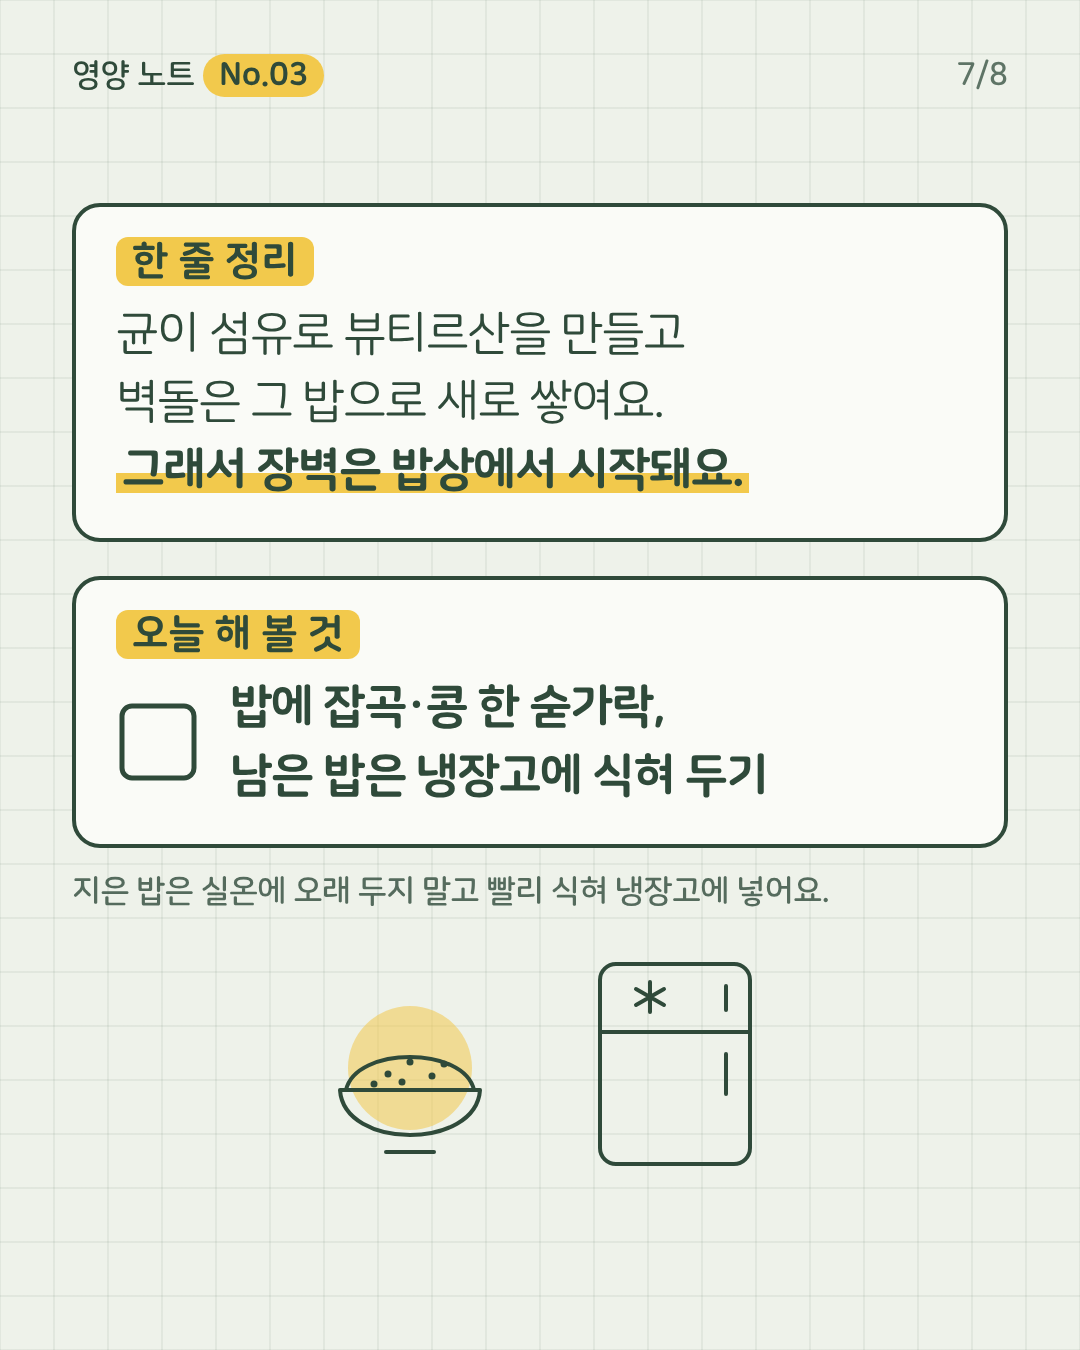 영양 노트 No.03
7/8
한 줄 정리
균이 섬유로 뷰티르산을 만들고
벽돌은 그 밥으로 새로 쌓여요.
그래서 장벽은 밥상에서 시작돼요.
오늘 해 볼 것
밥에 잡곡·콩 한 숟가락,
남은 밥은 냉장고에 식혀 두기
지은 밥은 실온에 오래 두지 말고 빨리 식혀 냉장고에 넣어요.